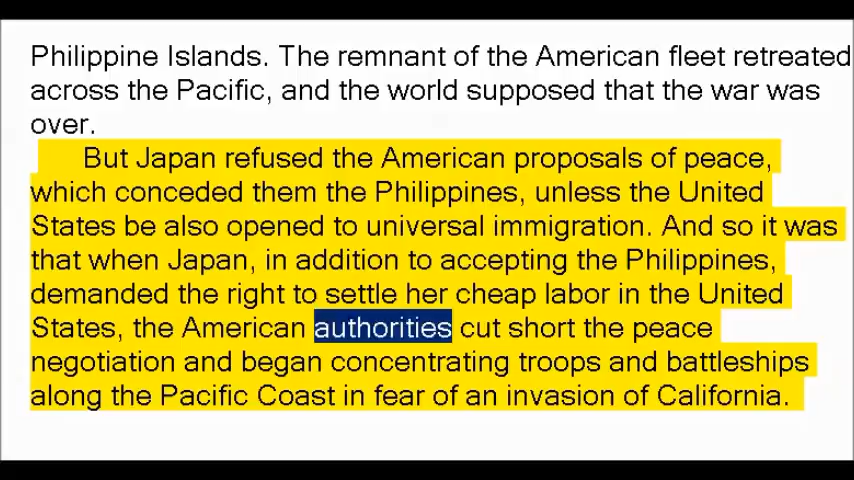 Philippine Islands. The remnant of the American fleet retreated
across the Pacific, and the world supposed that the war was
over.
But Japan refused the American proposals of peace,
which conceded them the Philippines, unless the United
States be also opened to universal immigration. And so it was
that when Japan, in addition to accepting the Philippines,
demanded the right to settle her cheap labor in the United
States, the American authorities cut short the peace
negotiation and began concentrating troops and battleships
along the Pacific Coast in fear of an invasion of California.